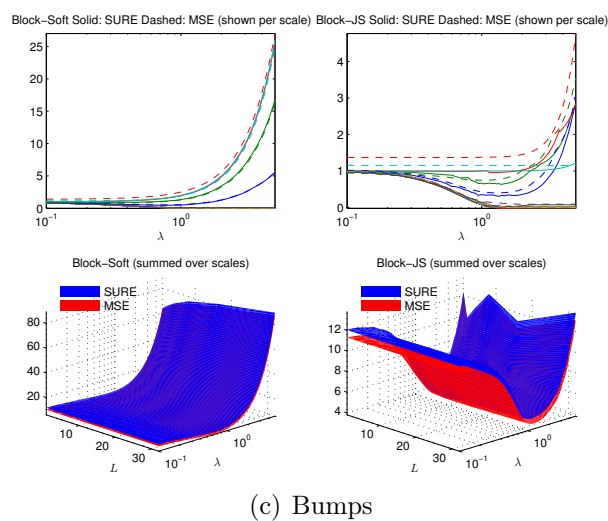 Block−Soft Solid: SURE Dashed: MSE (shown per scale)
25
20
15
10
5
0
10^−1
10^0
λ
Block−JS Solid: SURE Dashed: MSE (shown per scale)
4
3
2
1
0
10^−1
10^0
λ
Block−Soft (summed over scales)
SURE
MSE
80
60
40
20
10
20
30
L
10^−1
10^0
λ
Block−JS (summed over scales)
SURE
MSE
12
10
8
6
4
10
20
30
L
10^−1
10^0
λ
(c) Bumps